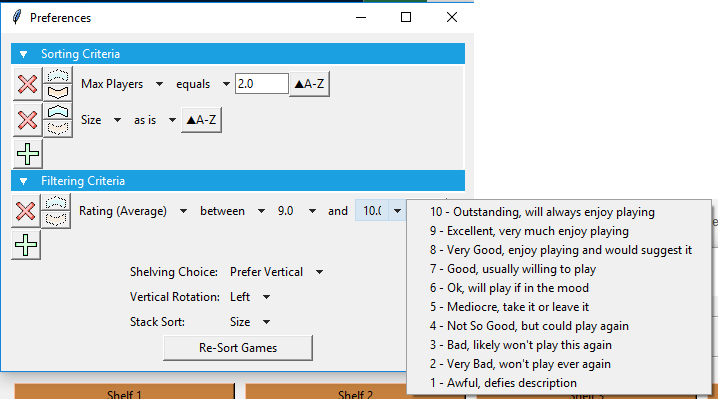 Preferences
Sorting Criteria
Max Players equals 2.0 ▲A-Z
Size as is ▲A-Z
Filtering Criteria
Rating (Average) between 9.0 and 10.0
10 - Outstanding, will always enjoy playing
9 - Excellent, very much enjoy playing
8 - Very Good, enjoy playing and would suggest it
7 - Good, usually willing to play
6 - Ok, will play if in the mood
5 - Mediocre, take it or leave it
4 - Not So Good, but could play again
3 - Bad, likely won't play this again
2 - Very Bad, won't play ever again
1 - Awful, defies description
Shelving Choice: Prefer Vertical
Vertical Rotation: Left
Stack Sort: Size
Re-Sort Games
Shelf 1 Shelf 2